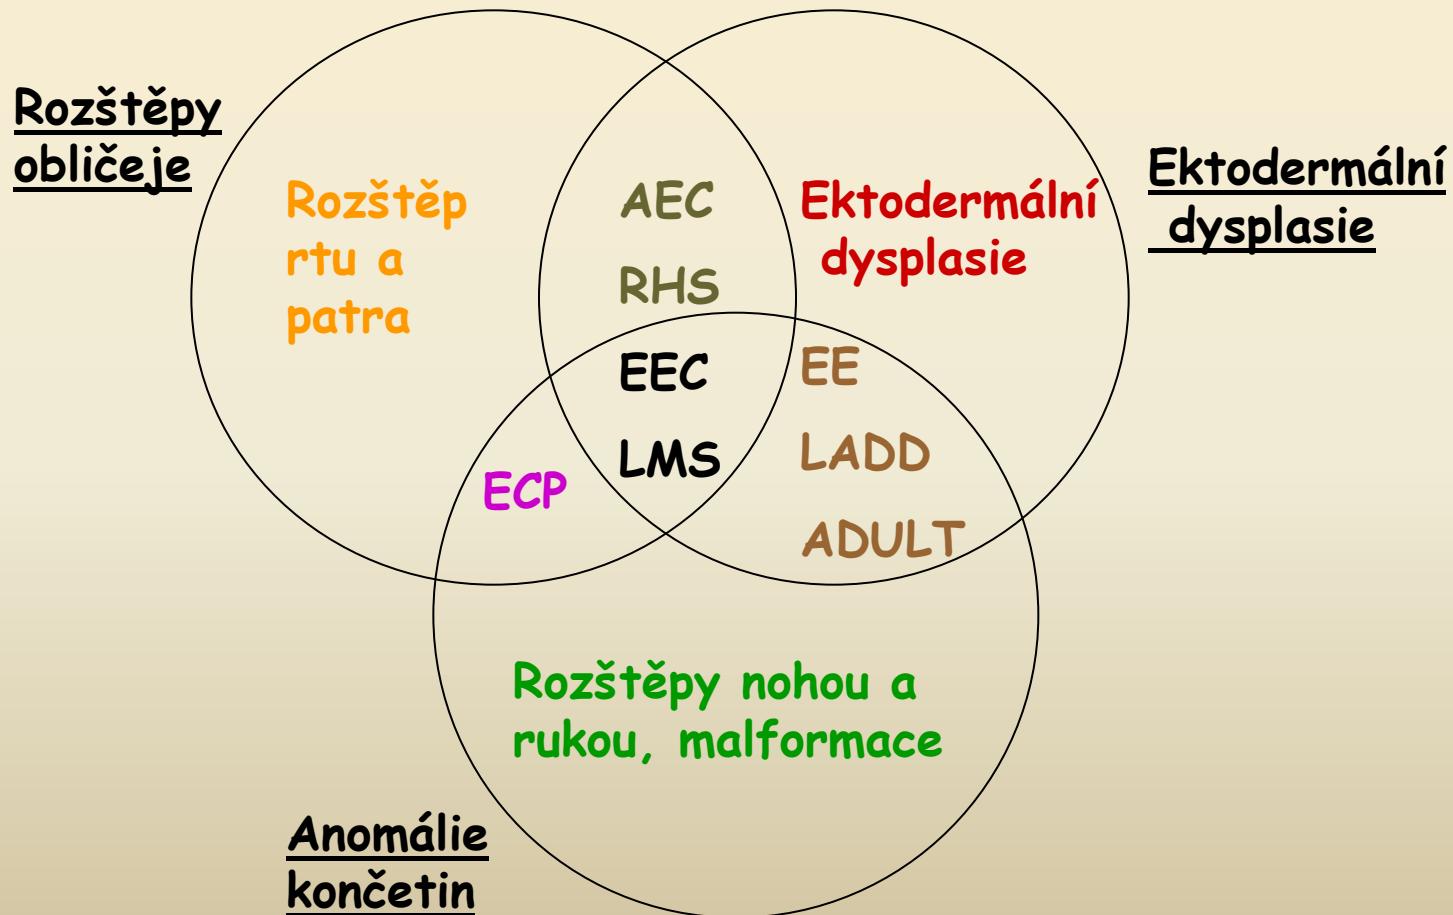 Rozštěpy
obličeje
Rozštěp
rtu a
patra
AEC
RHS
EEC
LMS
Ektodermální
dysplasie
Ektodermální
dysplasie
EE
LADD
ADULT
ECP
Rozštěpy nohou a
rukou, malformace
Anomálie
končetin